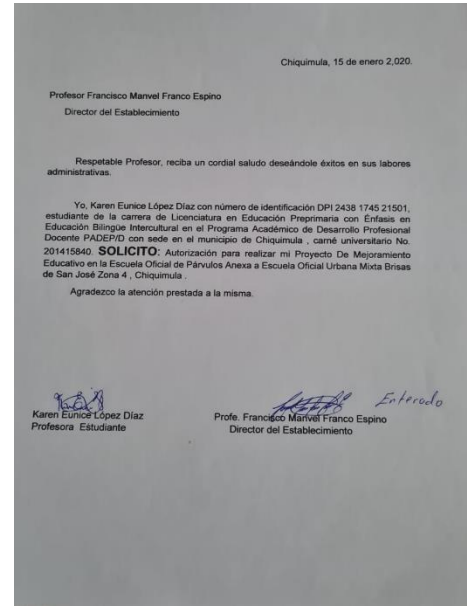 Chiquimula, 15 de enero 2,020.
Profesor Francisco Manvel Franco Espino
Director del Establecimiento
Respetable Profesor, reciba un cordial saludo deseándole éxitos en sus labores
administrativas.
Yo, Karen Eunice López Díaz con número de identificación DPI 2438 1745 21501,
estudiante de la carrera de Licenciatura en Educación Preprimaria con Énfasis en
Educación Bilingüe Intercultural en el Programa Académico de Desarrollo Profesional
Docente PADEP/D con sede en el municipio de Chiquimula , carné universitario No.
201415840. SOLICITO: Autorización para realizar mi Proyecto De Mejoramiento
Educativo en la Escuela Oficial de Párvulos Anexa a Escuela Oficial Urbana Mixta Brisas
de San José Zona 4 , Chiquimula .
Agradezco la atención prestada a la misma.
Enterado
Karen Eunice López Díaz
Profe. Francisco Manvel Franco Espino
Profesora Estudiante
Director del Establecimiento